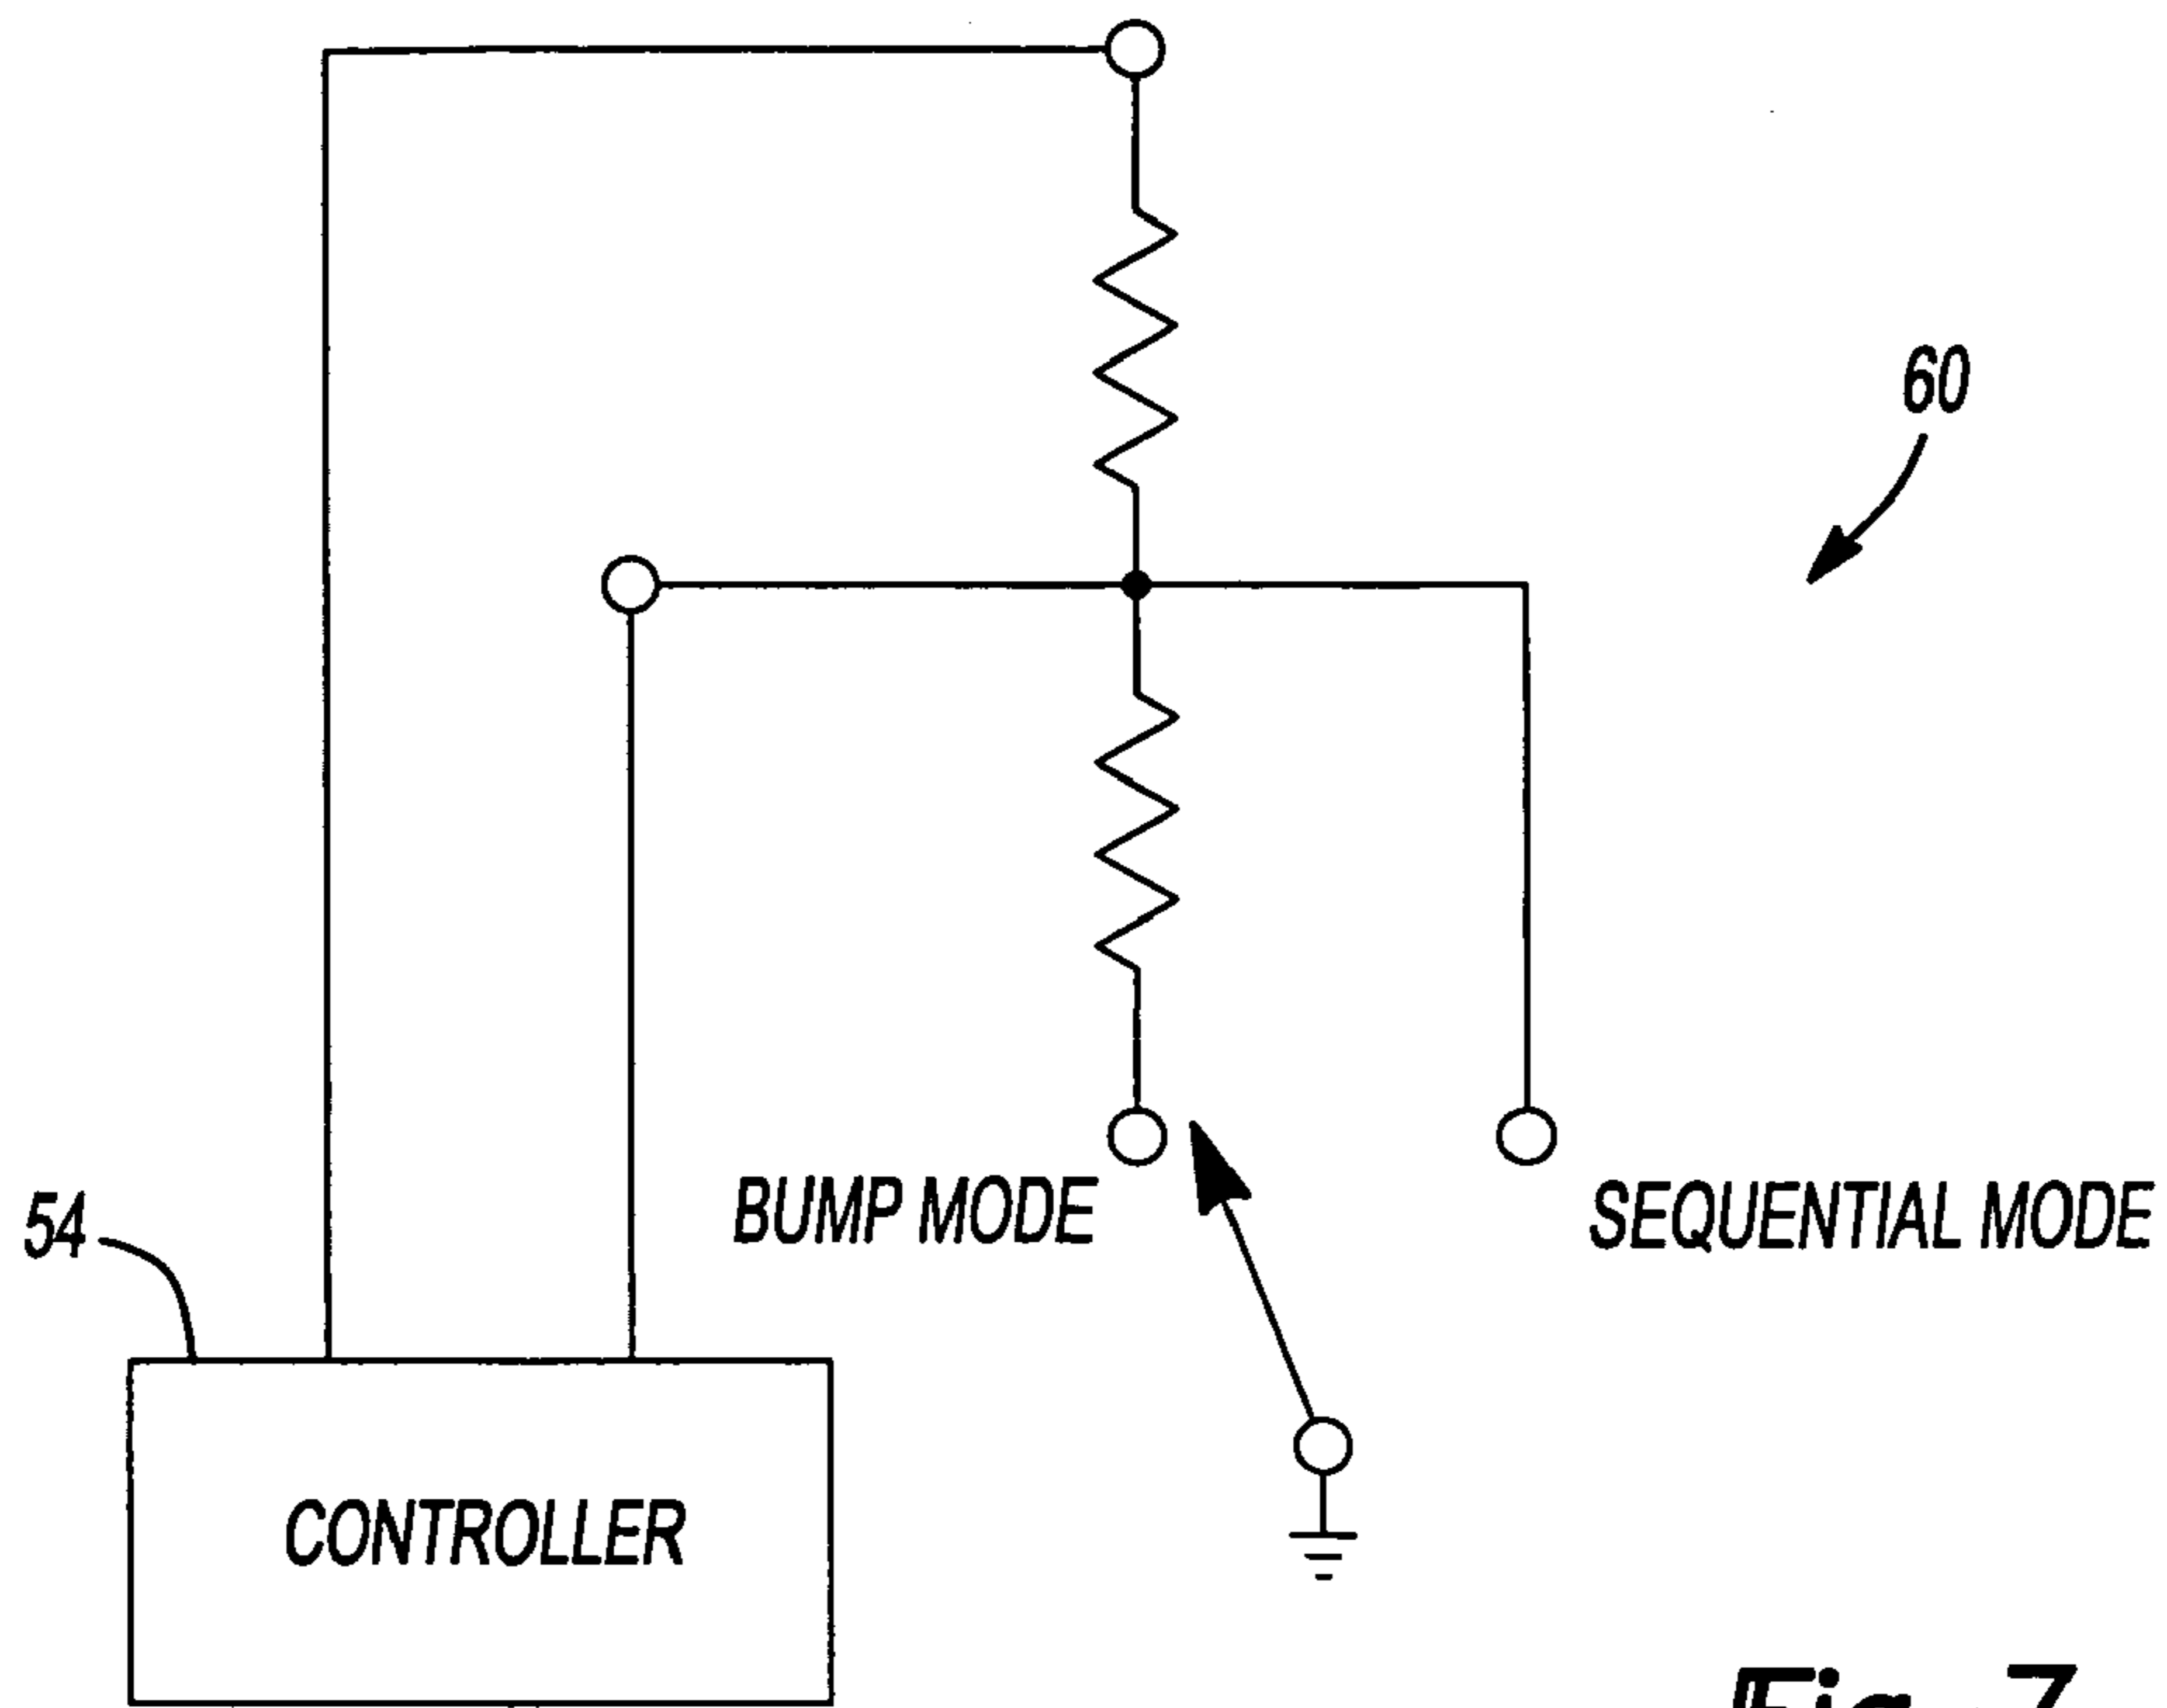 60
BUMP MODE
SEQUENTIAL MODE
54
CONTROLLER